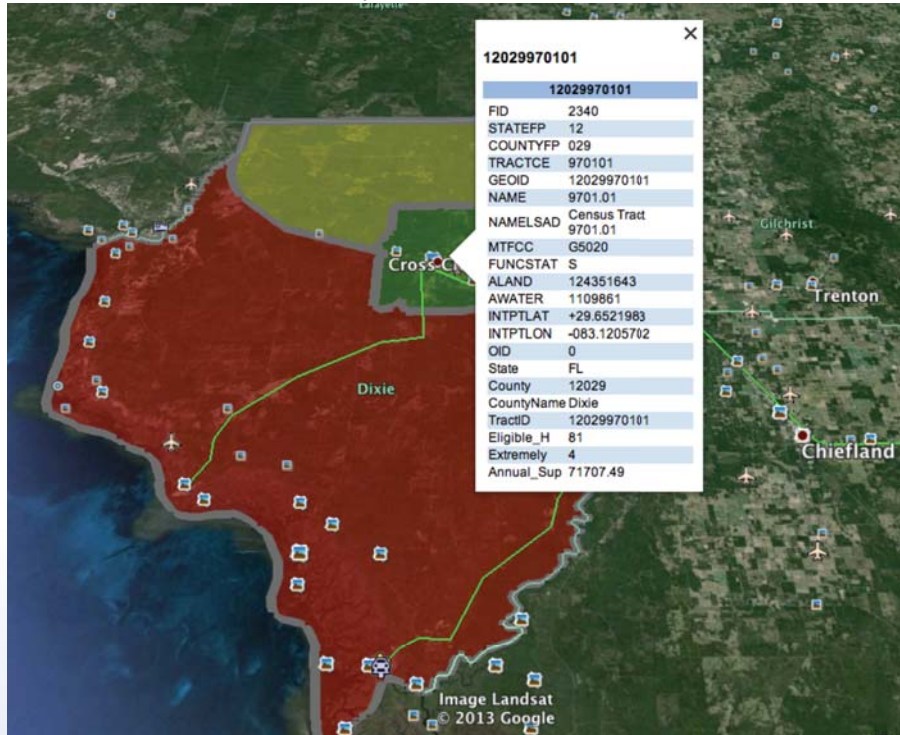 Lafayette
×
12029970101
12029970101
FID 2340
STATEFP 12
COUNTYFP 029
TRACTCE 970101
GEOID 12029970101
NAME 9701.01
NAMELSAD Census Tract
9701.01
MTFCC G5020
FUNCSTAT S
ALAND 124351643
AWATER 1109861
INTPTLAT +29.6521983
INTPTLON -083.1205702
OID 0
State FL
County 12029
CountyName Dixie
TractID 12029970101
Eligible_H 81
Extremely 4
Annual_Sup 71707.49
Gilchrist
Cross C
Trenton
Dixie
Chiefland
Image Landsat
© 2013 Google